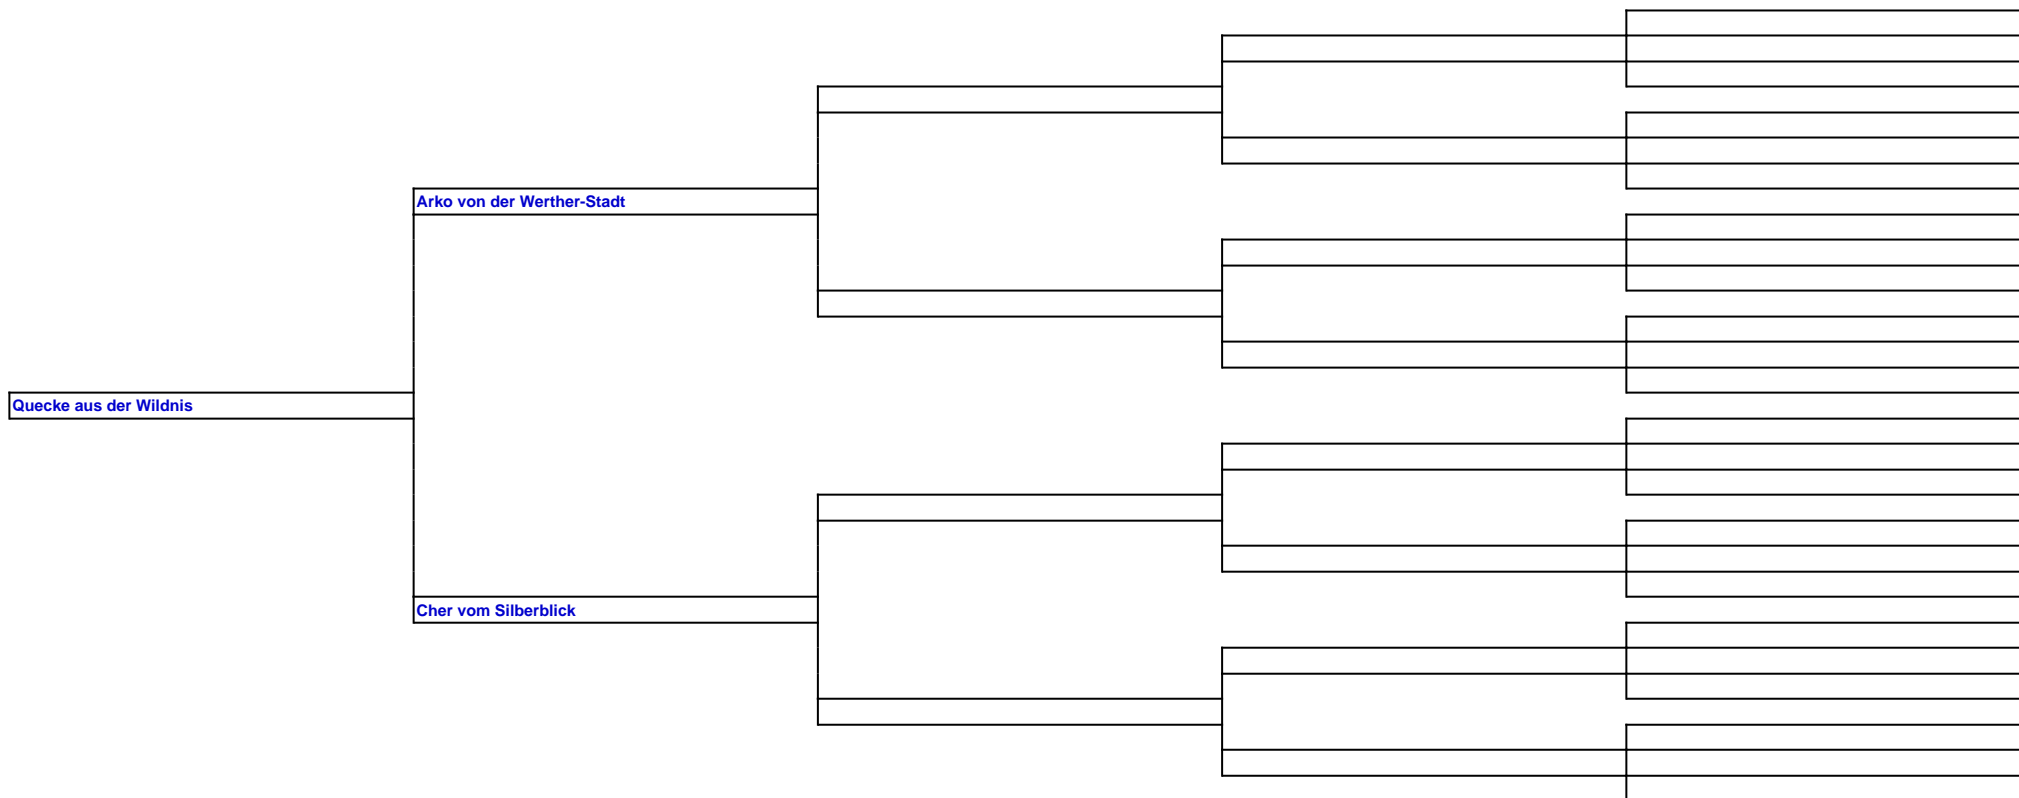 Arko von der Werther-Stadt
Quecke aus der Wildnis
Cher vom Silberblick